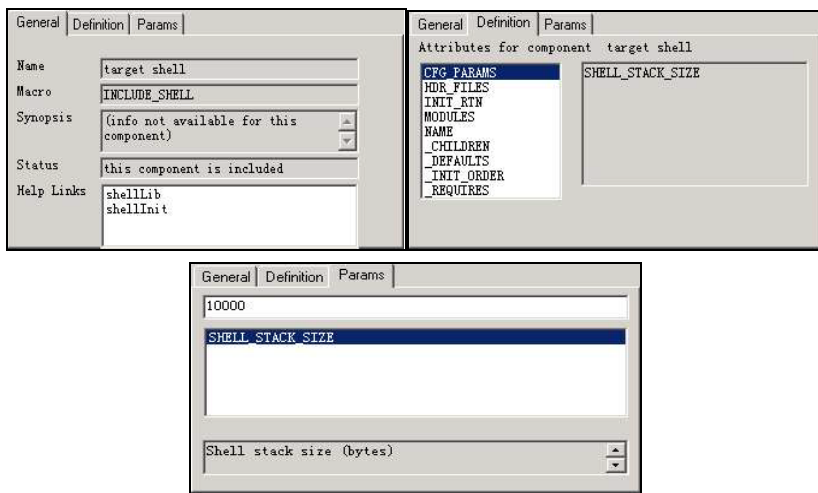 General Definition Params
Name target shell
Macro INCLUDE_SHELL
Synopsis (info not available for this
component)
Status this component is included
Help Links shellLib
shellInit
General Definition Params
Attributes for component target shell
CFG_PARAMS SHELL_STACK_SIZE
HDR_FILES
INIT_RTN
MODULES
NAME
_CHILDREN
_DEFAULTS
_INIT_ORDER
_REQUIRES
General Definition Params
10000
SHELL_STACK_SIZE
Shell stack size (bytes)